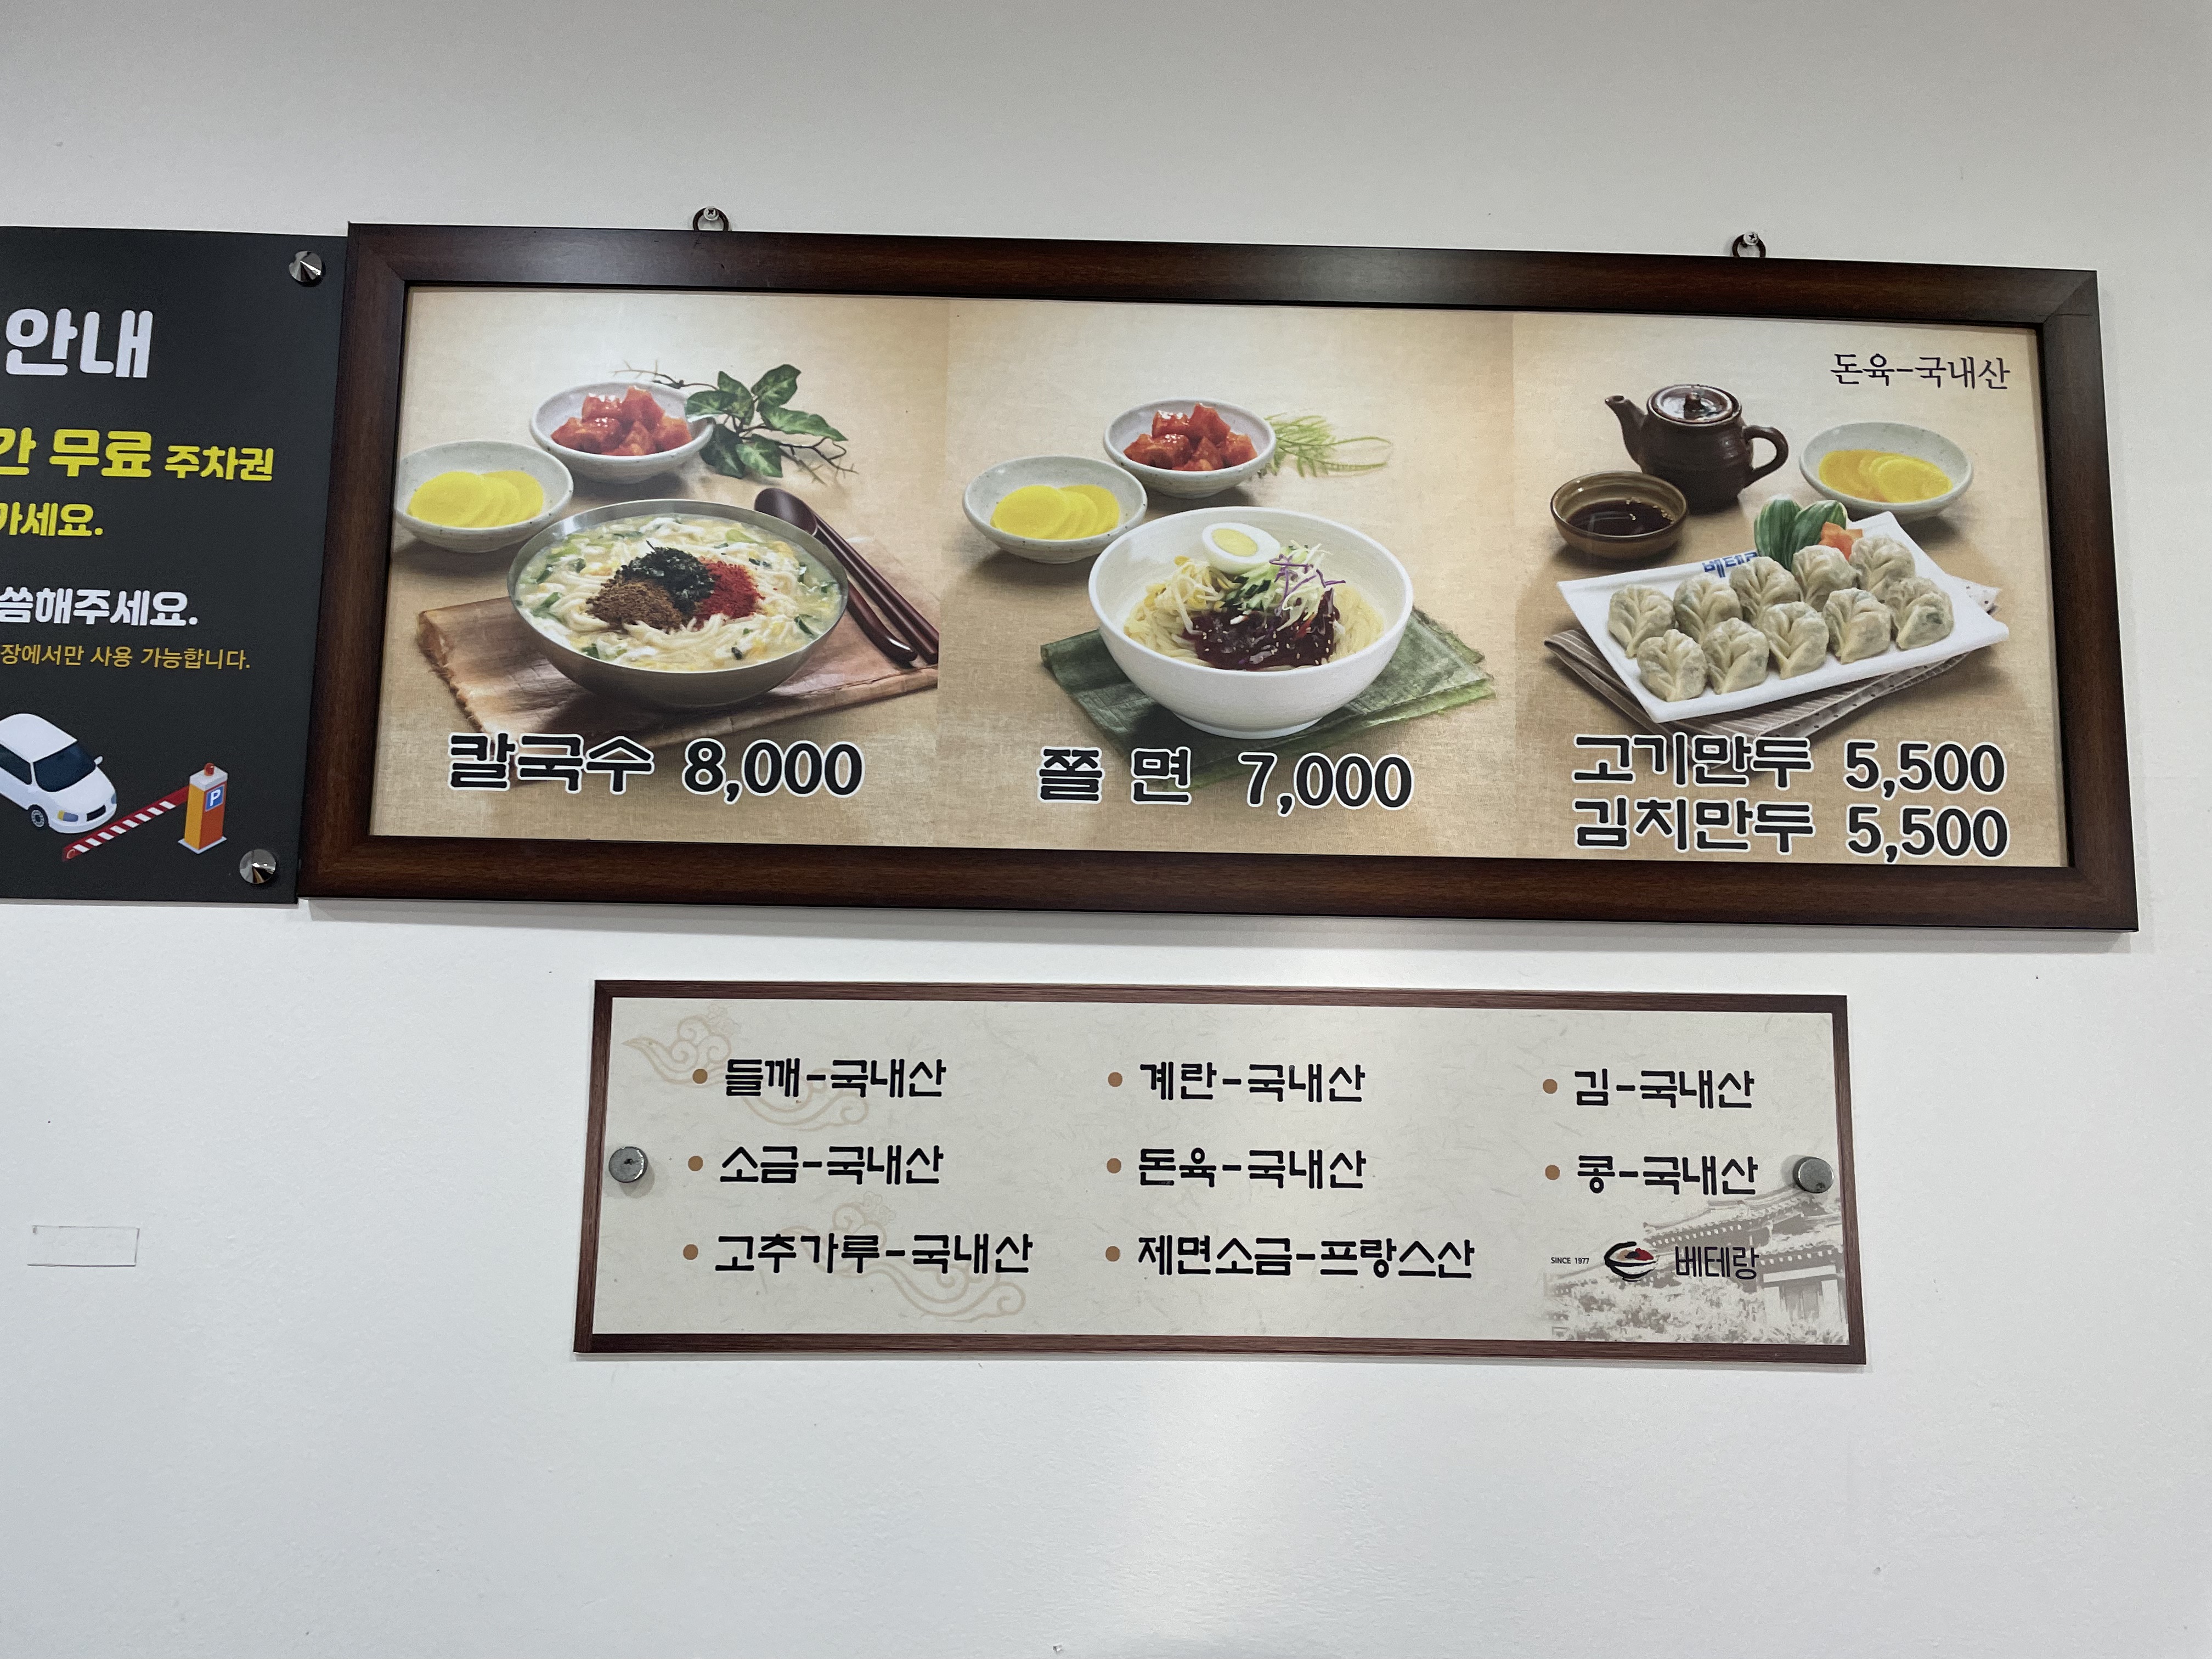 안내
무료 주차권
가세요.
씀해주세요.
장에서만 사용 가능합니다.
P
돈육-국내산
칼국수 8,000
쫄면 7,000
고기만두 5,500
김치만두 5,500
들깨-국내산
계란-국내산
김-국내산
소금-국내산
돈육-국내산
콩-국내산
고추가루-국내산
제면소금-프랑스산
SINCE 1977 베테랑